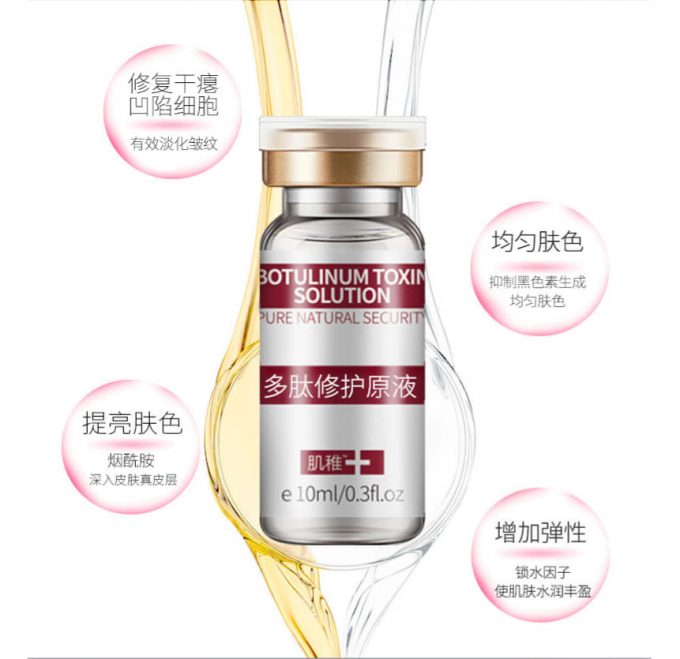 修复干瘪
凹陷细胞
有效淡化皱纹
均匀肤色
抑制黑色素生成
均匀肤色
BOTULINUM TOXIN
SOLUTION
PURE NATURAL SECURITY
多肽修护原液
肌稚™
e 10ml/0.3fl.oz
提亮肤色
烟酰胺
深入皮肤真皮层
增加弹性
锁水因子
使肌肤水润丰盈